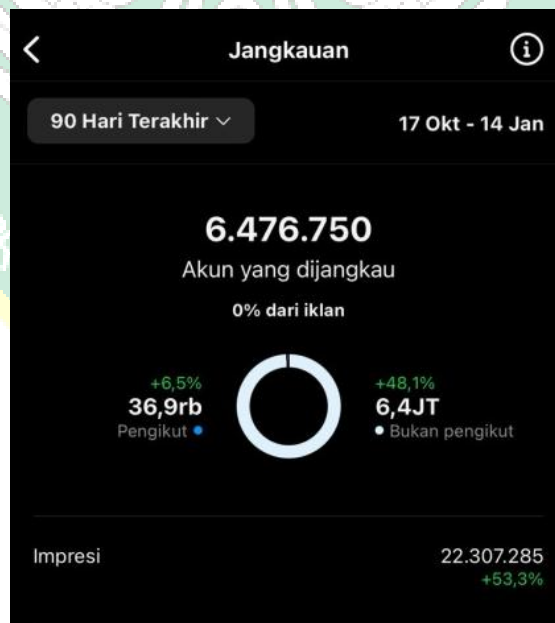 Jangkauan
90 Hari Terakhir
17 Okt - 14 Jan
6.476.750
Akun yang dijangkau
0% dari iklan
+6,5%
36,9rb
Pengikut
+48,1%
6,4JT
Bukan pengikut
Impresi
22.307.285
+53,3%